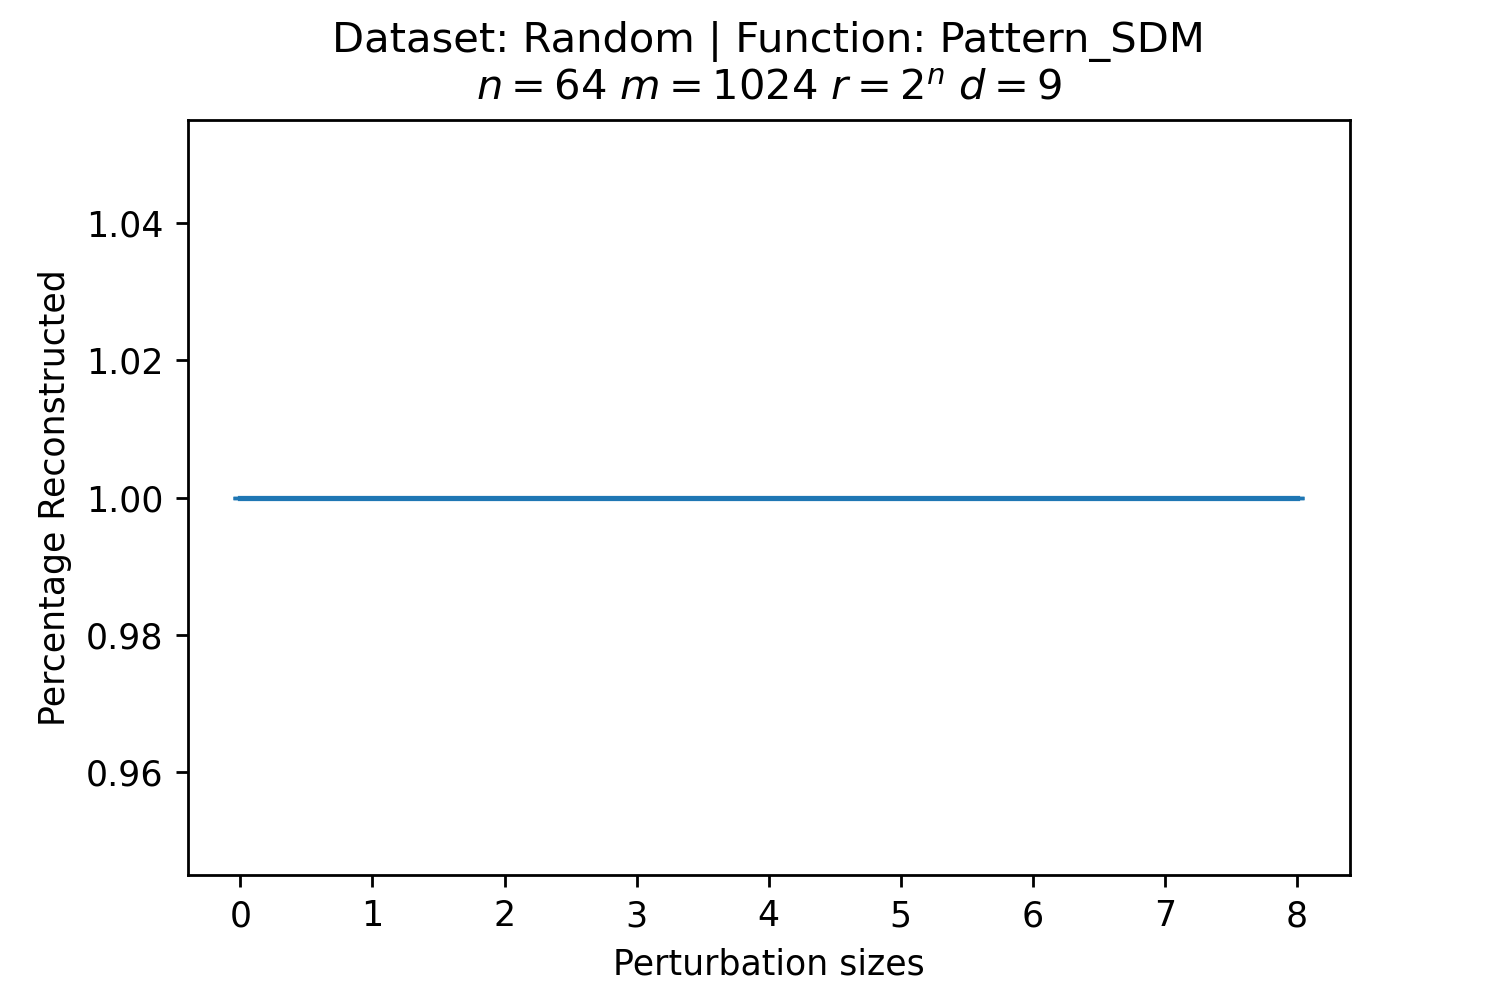 Dataset: Random | Function: Pattern_SDM
n = 64 m = 1024 r = 2ⁿ d = 9
1.04
1.02
1.00
0.98
0.96
Percentage Reconstructed
0 1 2 3 4 5 6 7 8
Perturbation sizes